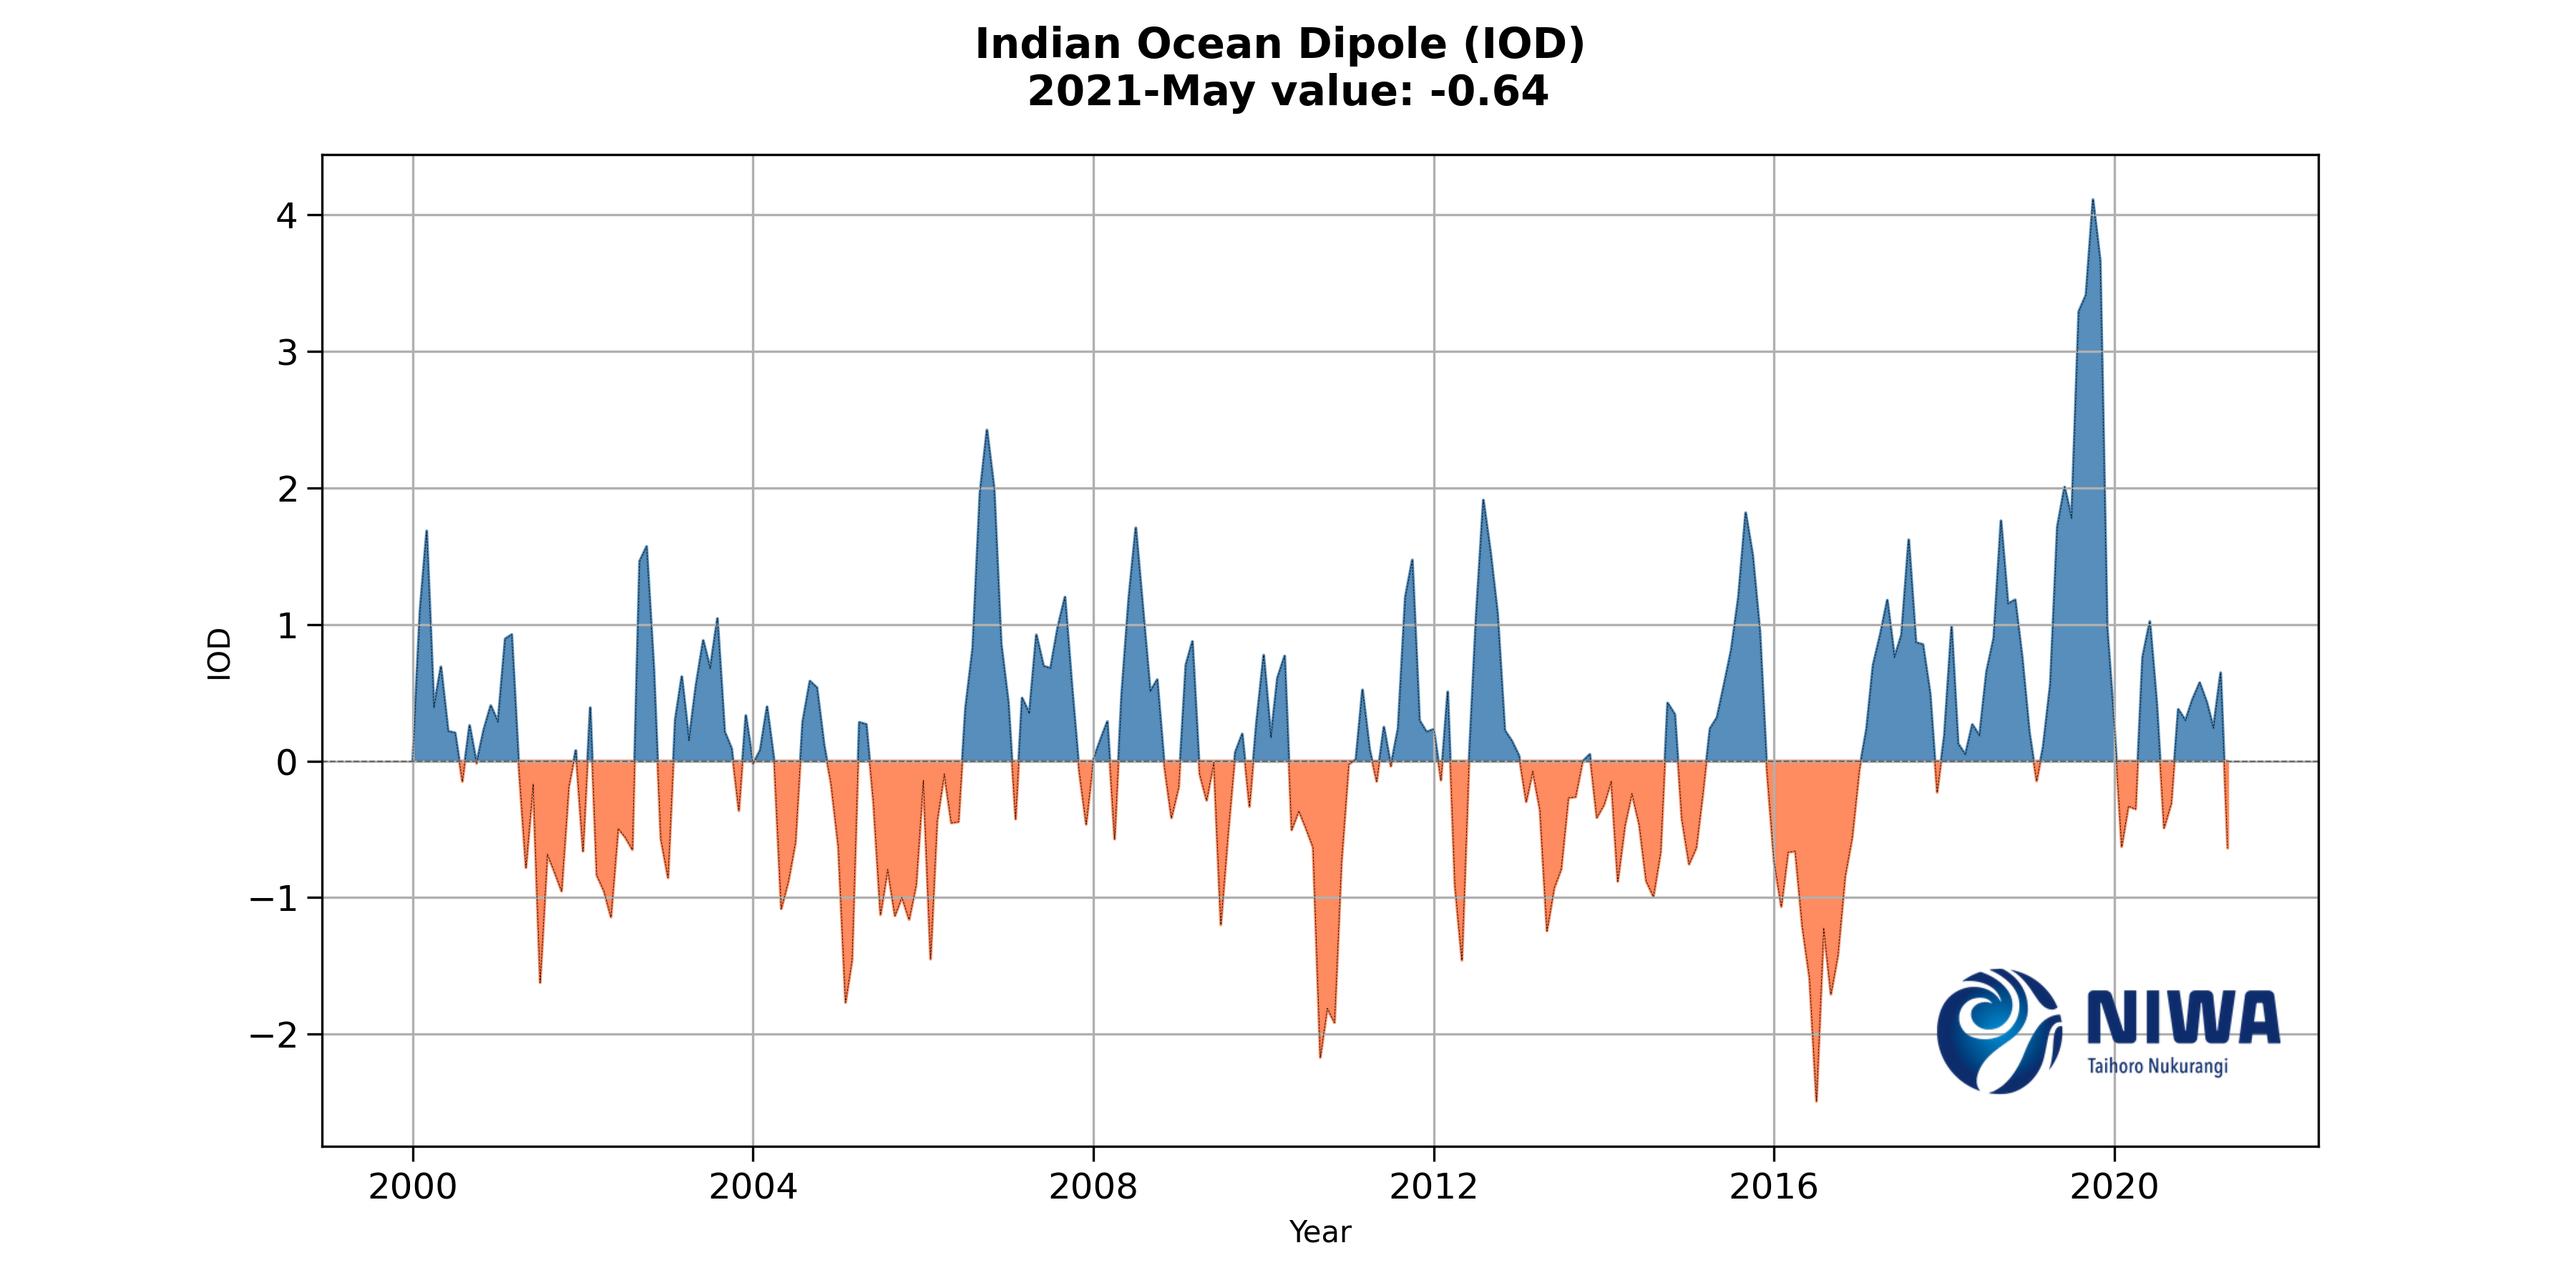 Indian Ocean Dipole (IOD)
2021-May value: -0.64
4
3
2
1
0
−1
−2
IOD
2000
2004
2008
2012
2016
2020
Year
NIWA
Taihoro Nukurangi